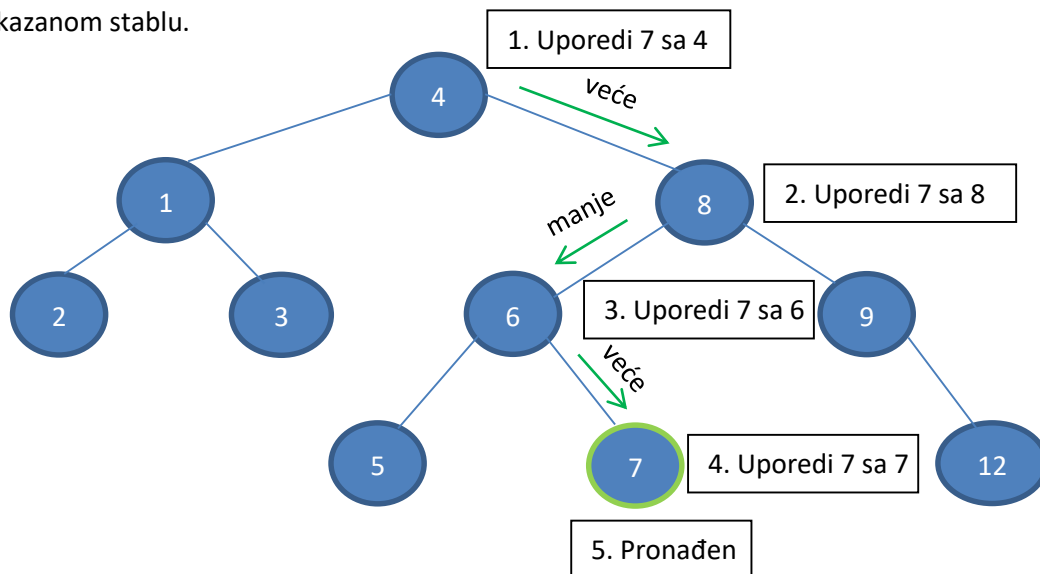 kazanom stablu.
1. Uporedi 7 sa 4
4
veće
1
8
2. Uporedi 7 sa 8
manje
2
3
6
3. Uporedi 7 sa 6
9
veće
5
7
4. Uporedi 7 sa 7
12
5. Pronađen